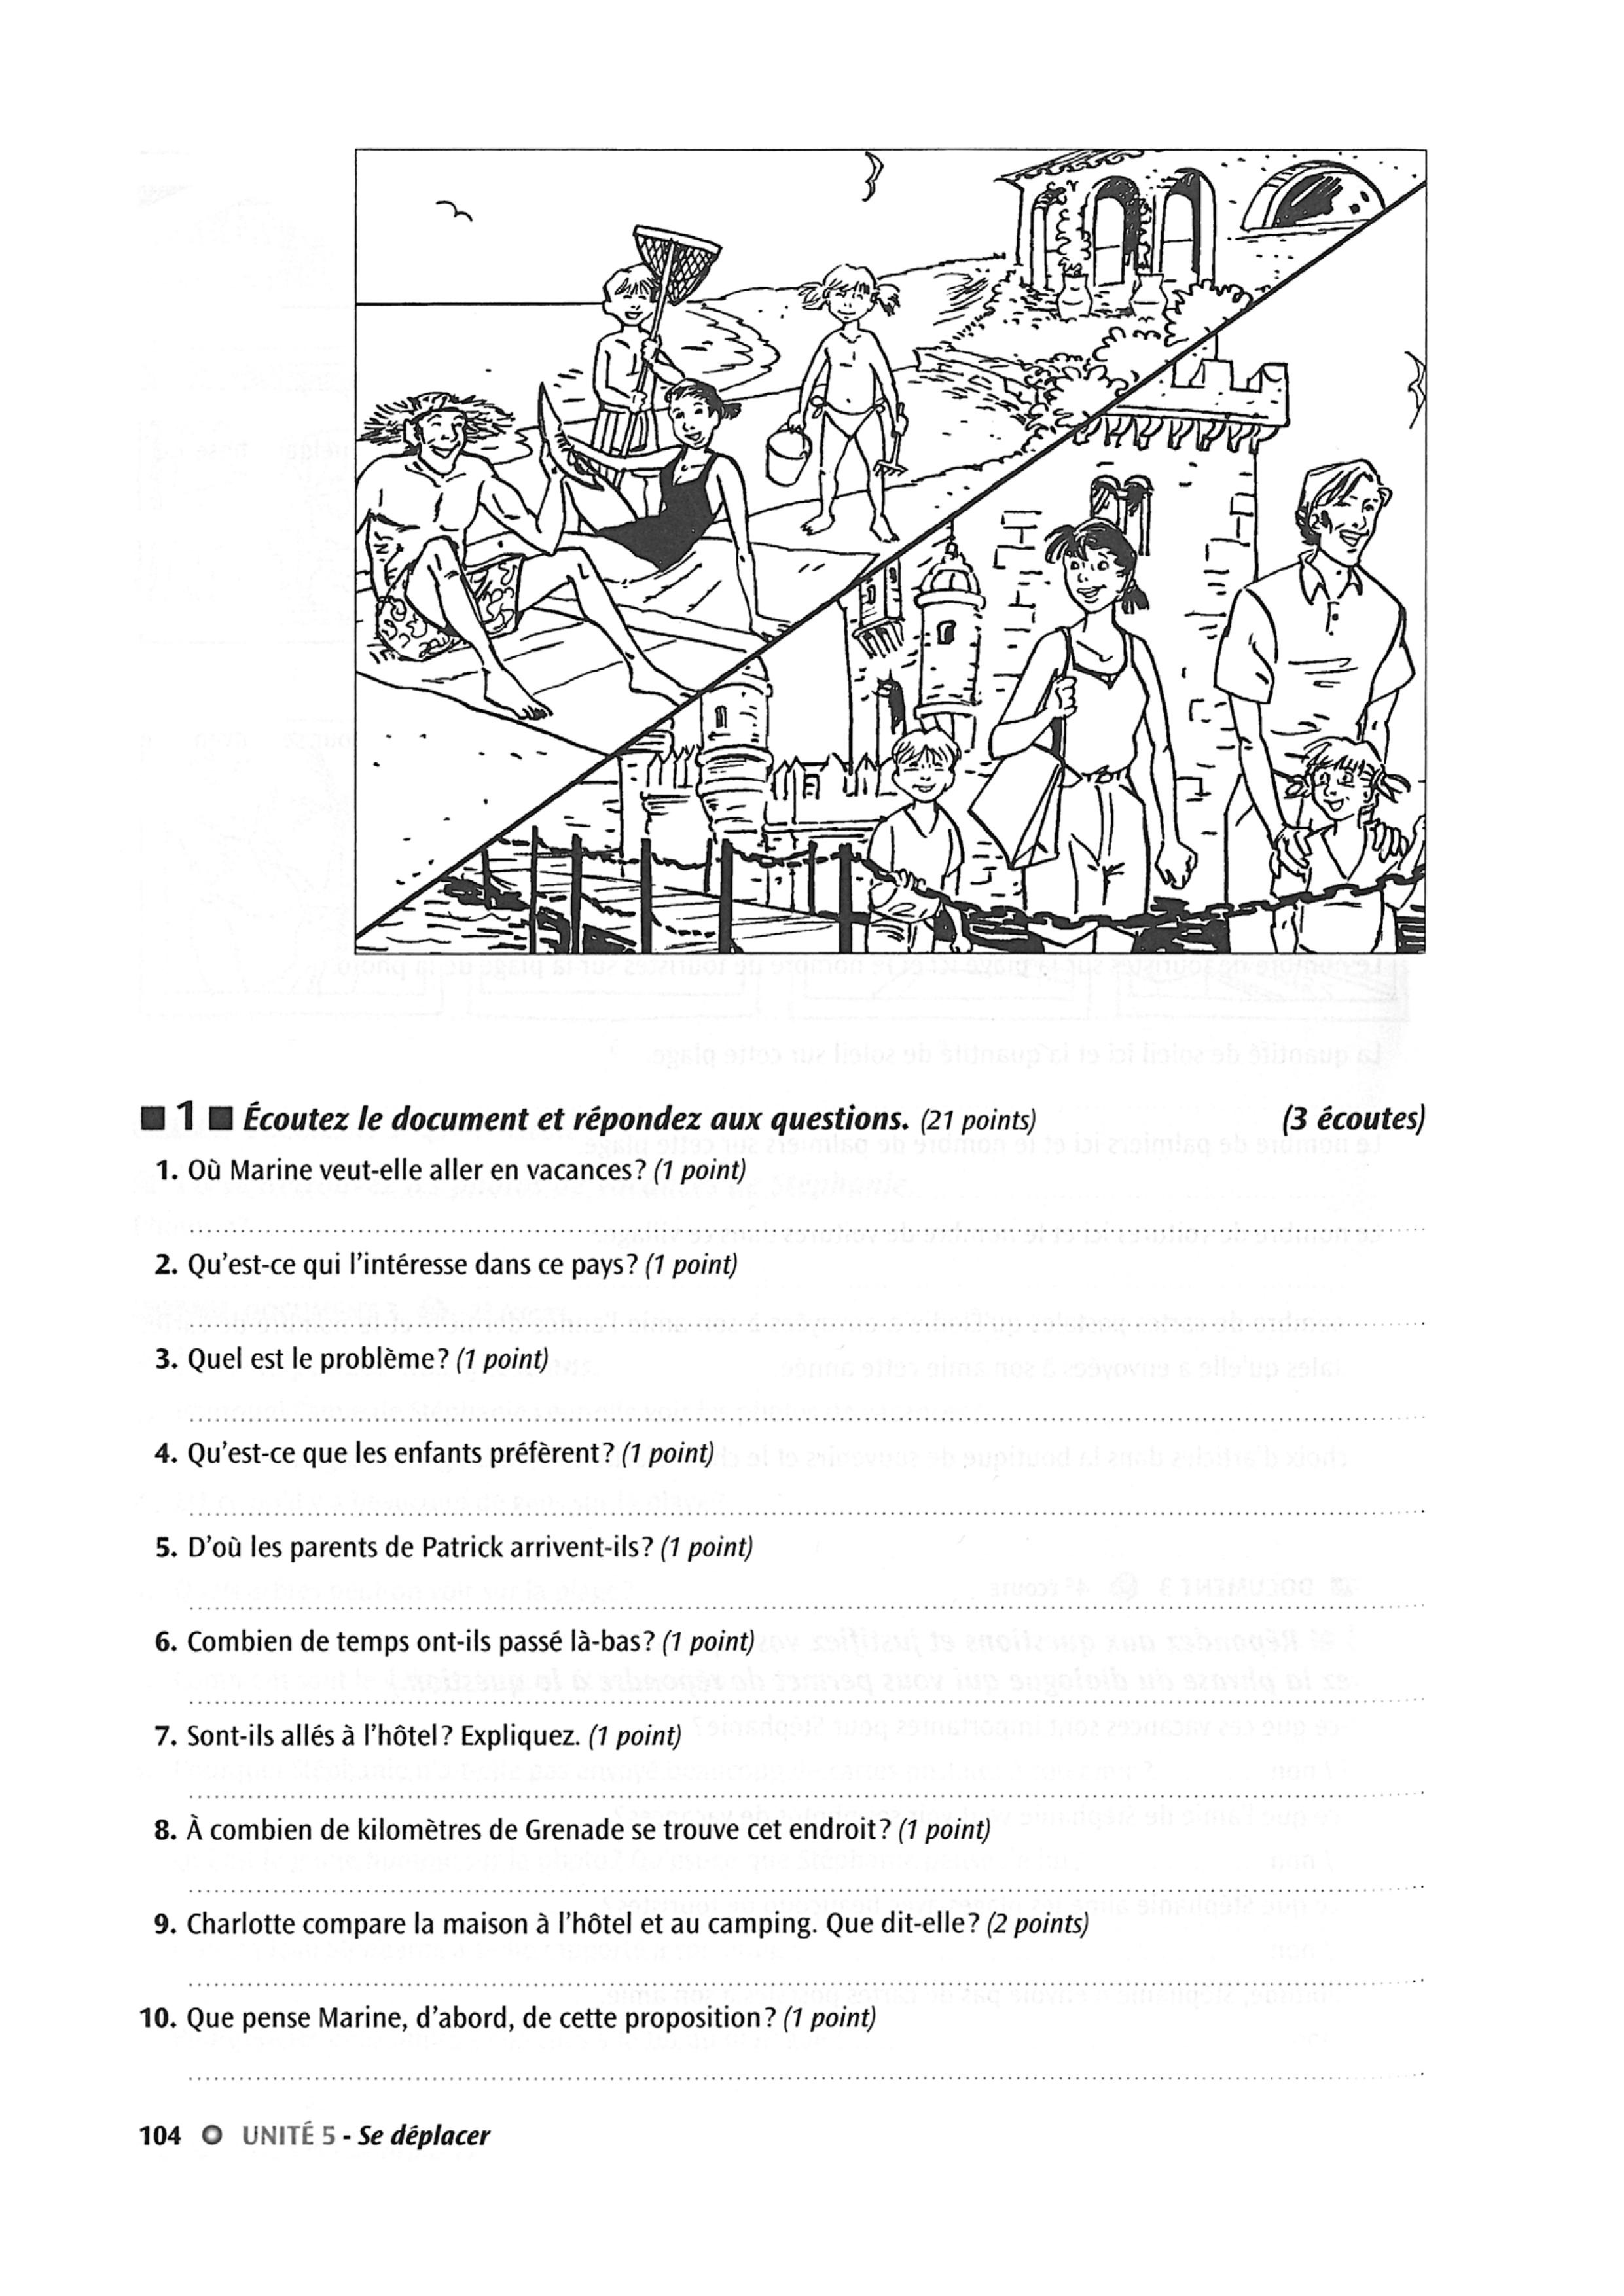 ■ 1 ■ Écoutez le document et répondez aux questions. (21 points) (3 écoutes)
1. Où Marine veut-elle aller en vacances ? (1 point)
2. Qu'est-ce qui l'intéresse dans ce pays ? (1 point)
3. Quel est le problème ? (1 point)
4. Qu'est-ce que les enfants préfèrent ? (1 point)
5. D'où les parents de Patrick arrivent-ils ? (1 point)
6. Combien de temps ont-ils passé là-bas ? (1 point)
7. Sont-ils allés à l'hôtel ? Expliquez. (1 point)
8. À combien de kilomètres de Grenade se trouve cet endroit ? (1 point)
9. Charlotte compare la maison à l'hôtel et au camping. Que dit-elle ? (2 points)
10. Que pense Marine, d'abord, de cette proposition ? (1 point)
104 UNITÉ 5 - Se déplacer